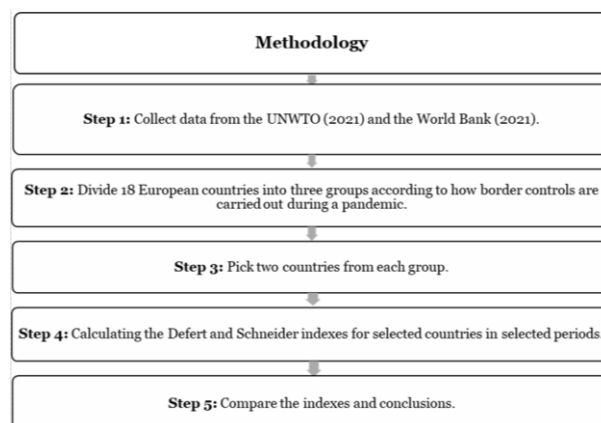 Methodology
Step 1: Collect data from the UNWTO (2021) and the World Bank (2021).
Step 2: Divide 18 European countries into three groups according to how border controls are
carried out during a pandemic.
Step 3: Pick two countries from each group.
Step 4: Calculating the Defert and Schneider indexes for selected countries in selected periods.
Step 5: Compare the indexes and conclusions.